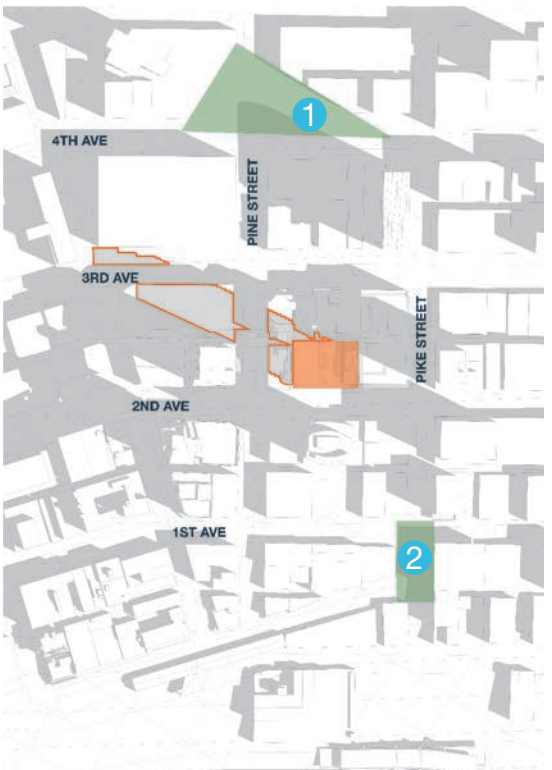 1
4TH AVE
PINE STREET
3RD AVE
PIKE STREET
2ND AVE
1ST AVE
2